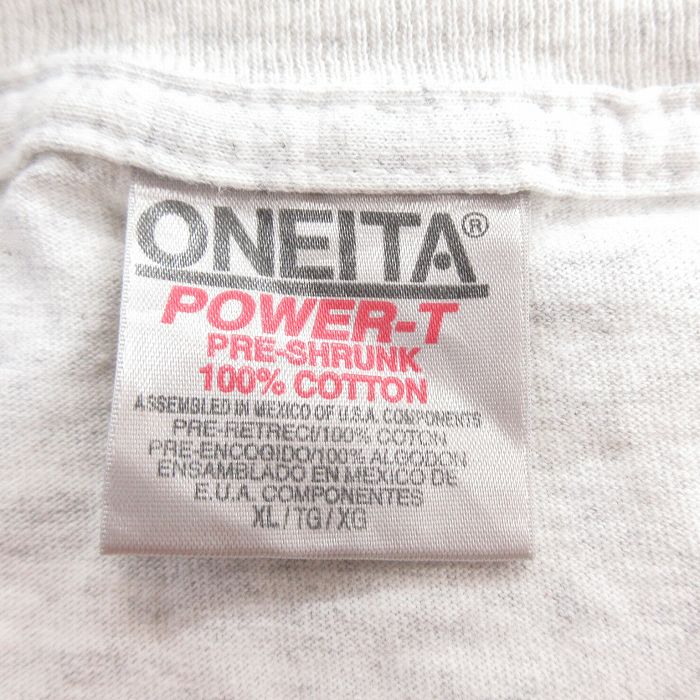 ONEITA®
POWER-T
PRE-SHRUNK
100% COTTON
ASSEMBLED IN MEXICO OF U.S.A. COMPONENTS
PRE-RETRECI/100% COTON
PRE-ENCOGIDO/100% ALGODON
ENSAMBLADO EN MEXICO DE
E.U.A. COMPONENTES
XL/TG/XG